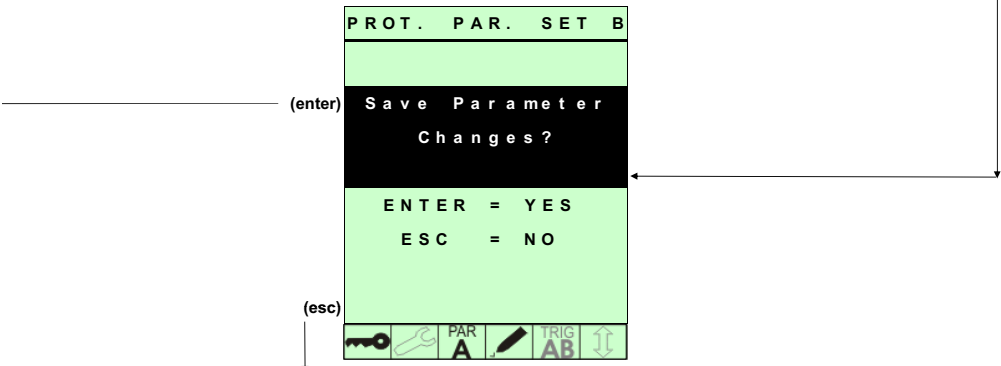 PROT. PAR. SET B
(enter)
Save Parameter
Changes?
ENTER = YES
ESC = NO
(esc)
PAR
A
TRIG
AB